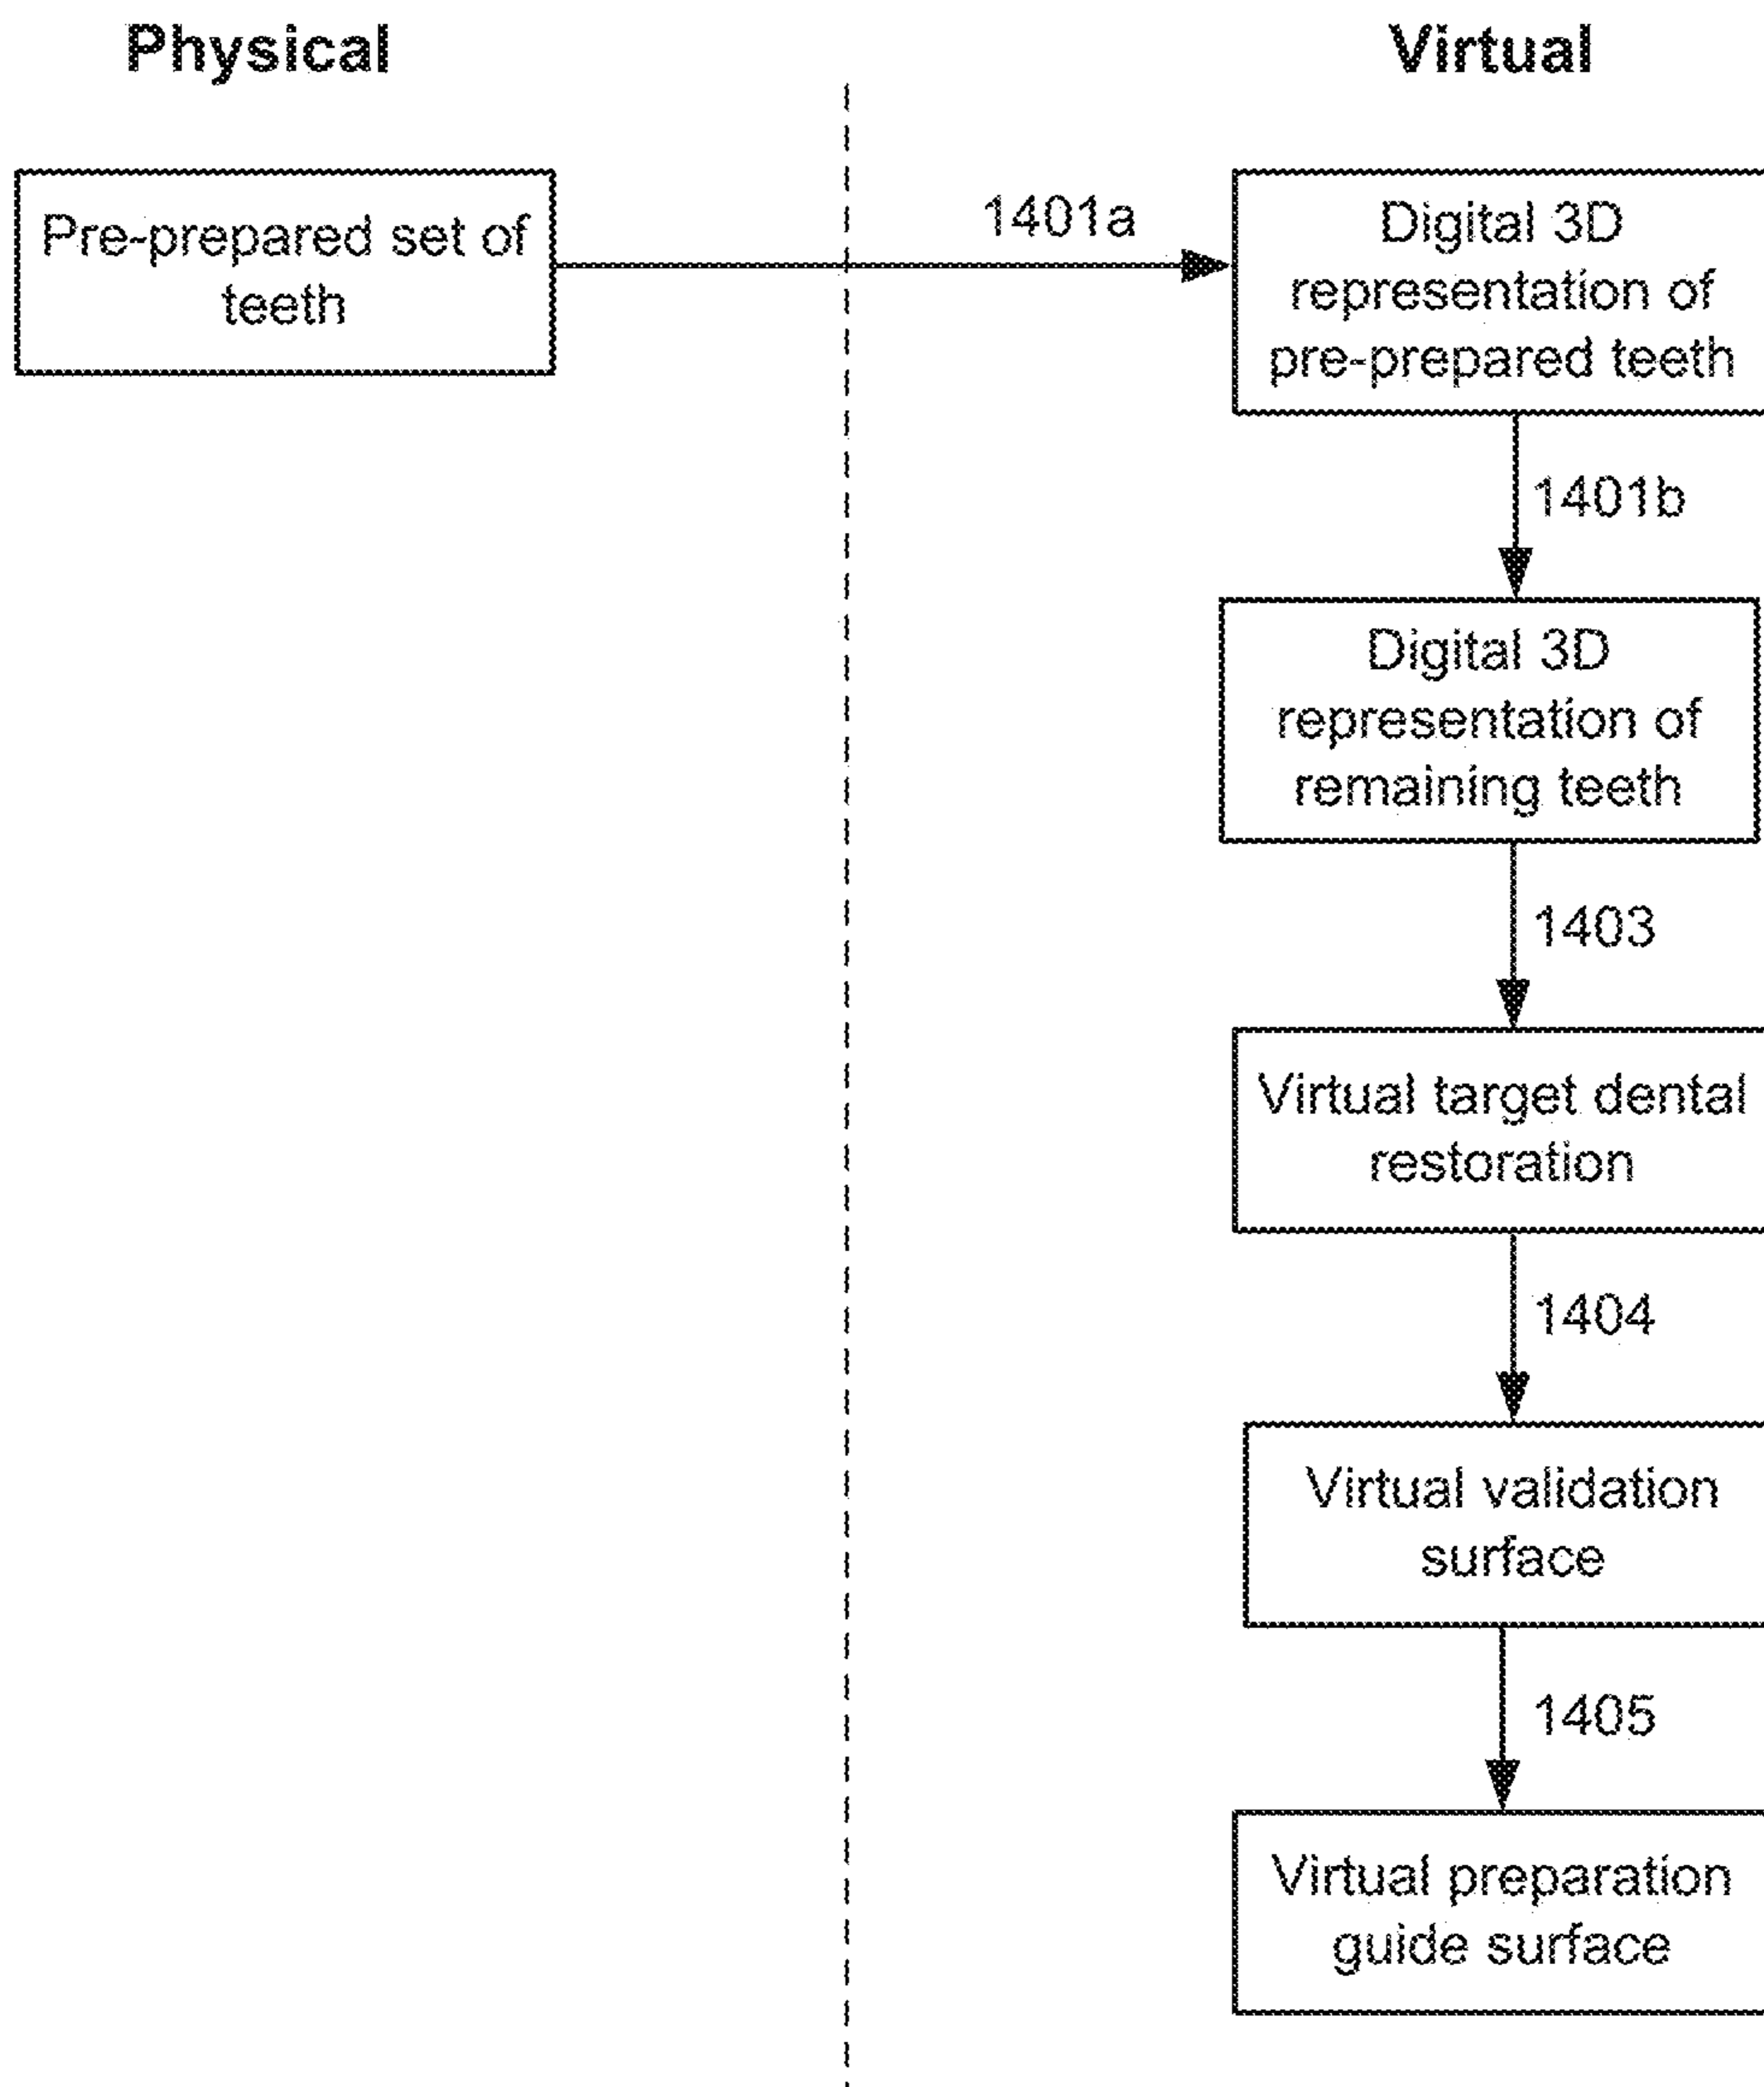 Physical
Virtual
Pre-prepared set of
teeth
1401a
Digital 3D
representation of
pre-prepared teeth
1401b
Digital 3D
representation of
remaining teeth
1403
Virtual target dental
restoration
1404
Virtual validation
surface
1405
Virtual preparation
guide surface